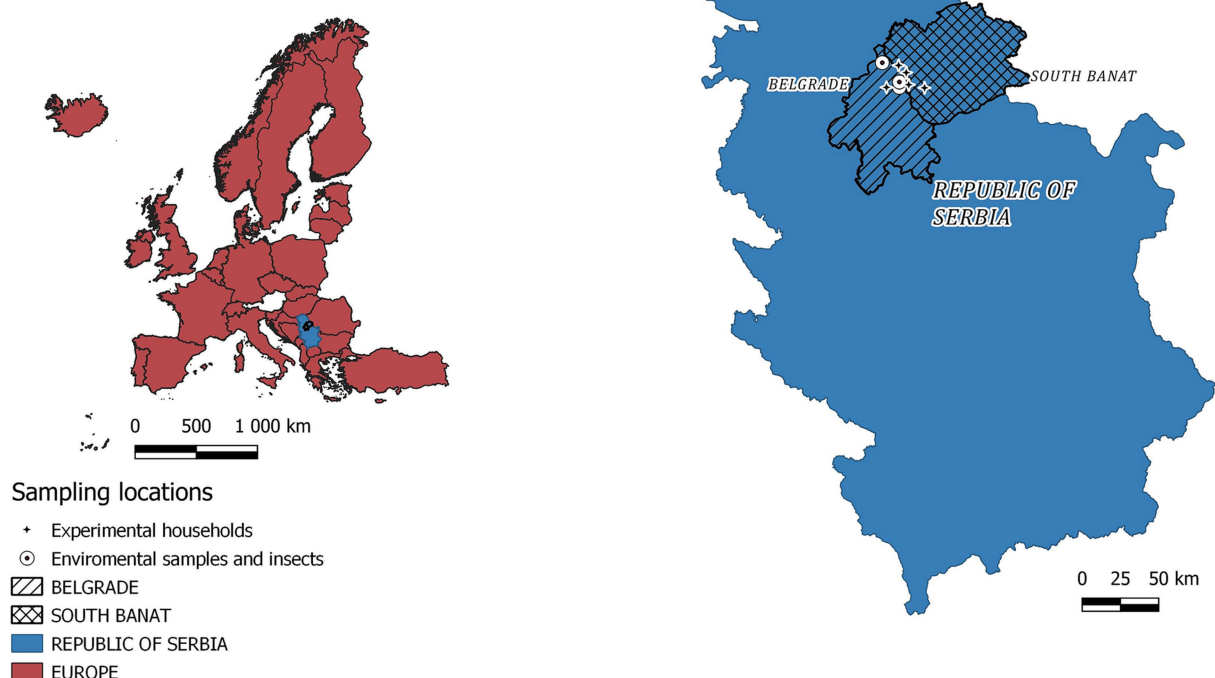 BELGRADE
SOUTH BANAT
REPUBLIC OF
SERBIA
0 500 1 000 km
Sampling locations
Experimental households
Enviromental samples and insects
BELGRADE
SOUTH BANAT
REPUBLIC OF SERBIA
EUROPE
0 25 50 km